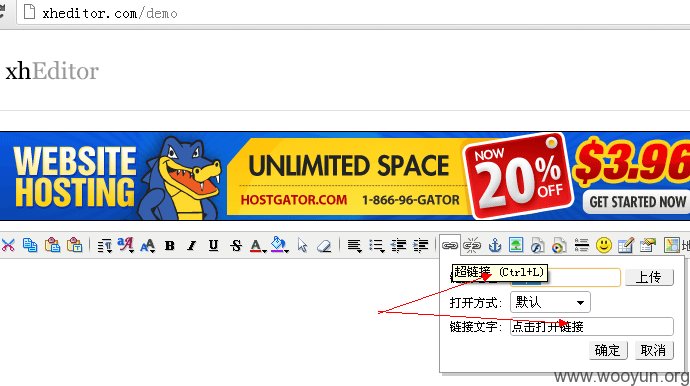 xheditor.com/demo
xhEditor
WEBSITE
HOSTING
UNLIMITED SPACE
HOSTGATOR.COM 1-866-96-GATOR
NOW
20%
OFF
$3.96
GET STARTED NOW
B I U S A
超链接 (Ctrl+L)
上传
打开方式: 默认
链接文字: 点击打开链接
确定 取消
www.wooyun.org